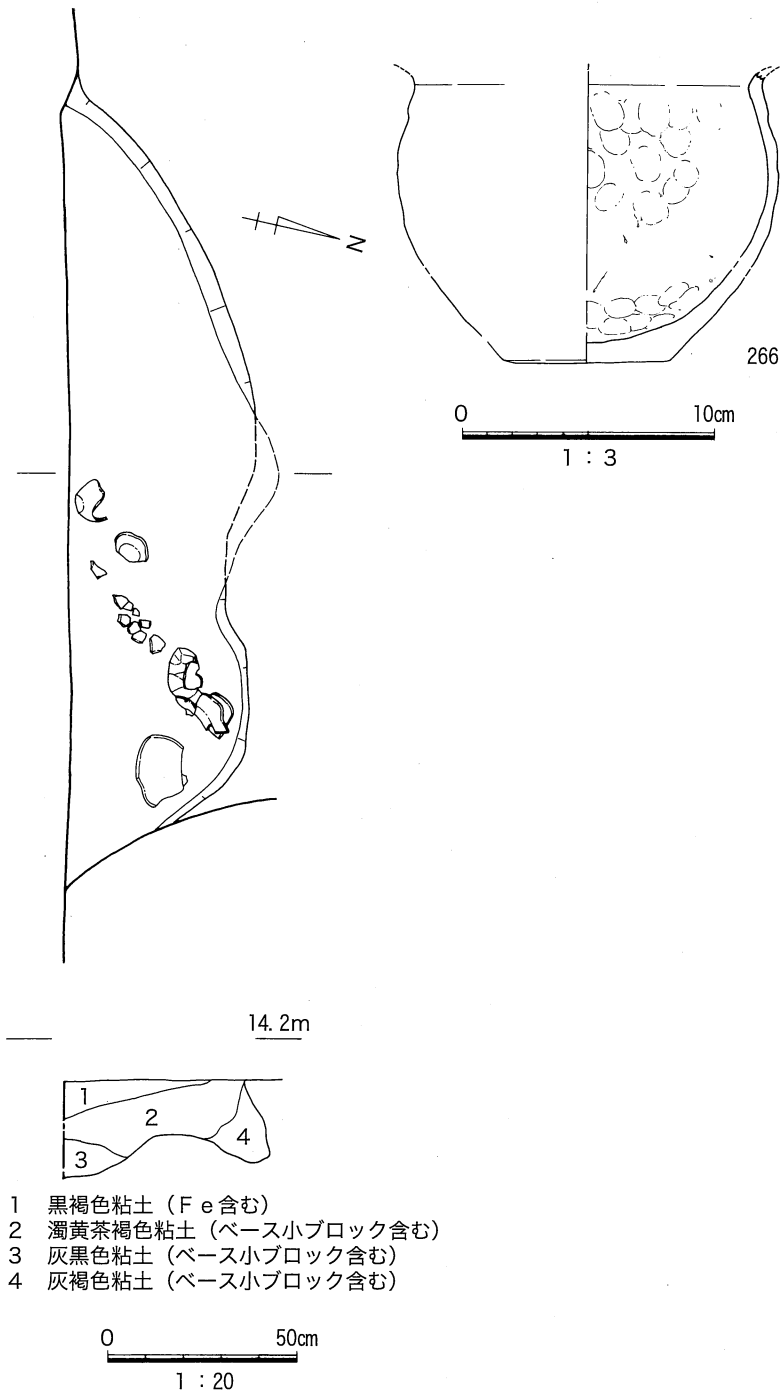 N
266
0 10cm
1 : 3
14.2m
1
2
3
4
1 黒褐色粘土（Ｆｅ含む）
2 濁黄茶褐色粘土（ベース小ブロック含む）
3 灰黒色粘土（ベース小ブロック含む）
4 灰褐色粘土（ベース小ブロック含む）
0 50cm
1 : 20